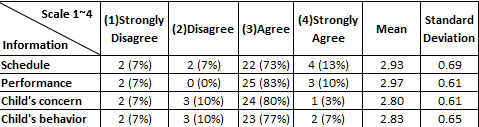 Scale 1~4
Information
(1)Strongly Disagree
(2)Disagree
(3)Agree
(4)Strongly Agree
Mean
Standard Deviation
Schedule 2 (7%) 2 (7%) 22 (73%) 4 (13%) 2.93 0.69
Performance 2 (7%) 0 (0%) 25 (83%) 3 (10%) 2.97 0.61
Child's concern 2 (7%) 3 (10%) 24 (80%) 1 (3%) 2.80 0.61
Child's behavior 2 (7%) 3 (10%) 23 (77%) 2 (7%) 2.83 0.65